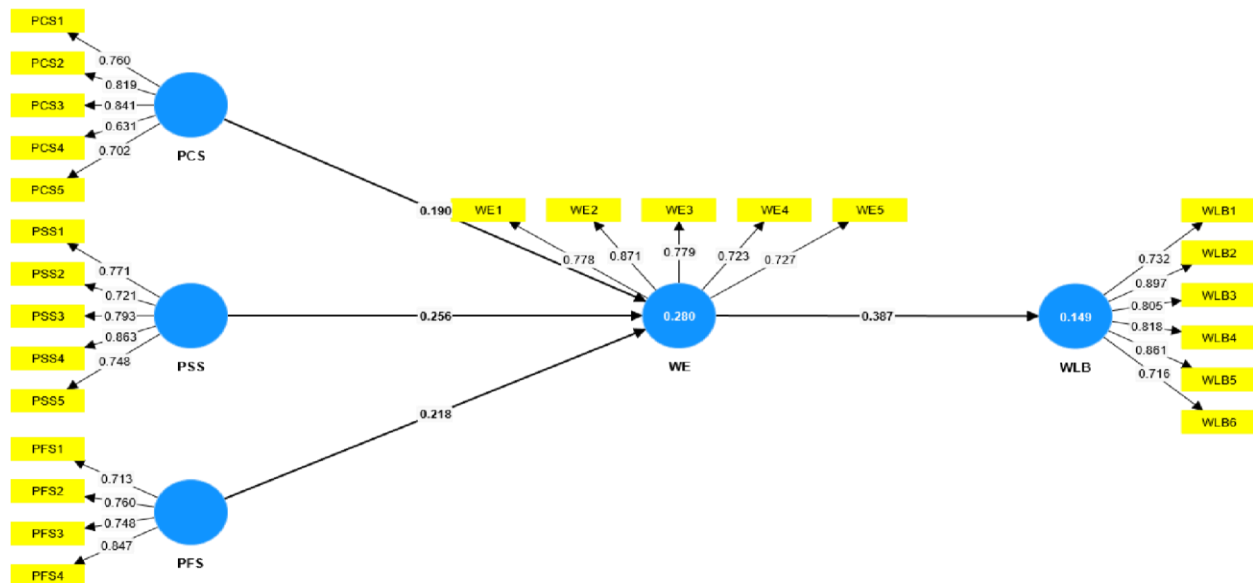 PCS1
PCS2
PCS3
PCS4
PCS5
0.760
0.819
0.841
0.631
0.702
PCS
PSS1
PSS2
PSS3
PSS4
PSS5
0.771
0.721
0.793
0.863
0.748
PSS
PFS1
PFS2
PFS3
PFS4
0.713
0.760
0.748
0.847
PFS
0.190
0.256
0.218
WE1 WE2 WE3 WE4 WE5
0.778 0.871 0.779 0.723 0.727
0.280
WE
0.387
0.149
WLB
0.732
0.897
0.805
0.818
0.861
0.716
WLB1
WLB2
WLB3
WLB4
WLB5
WLB6